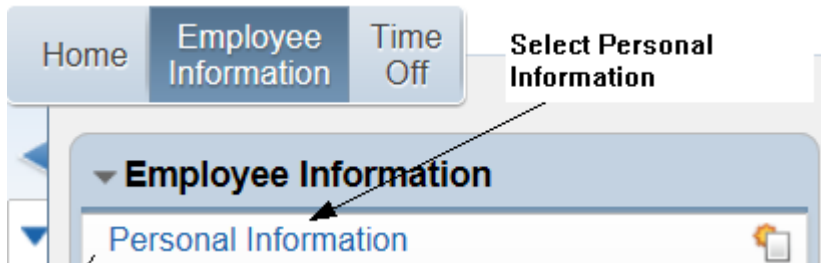 Home
Employee
Information
Time
Off
Select Personal
Information
Employee Information
Personal Information